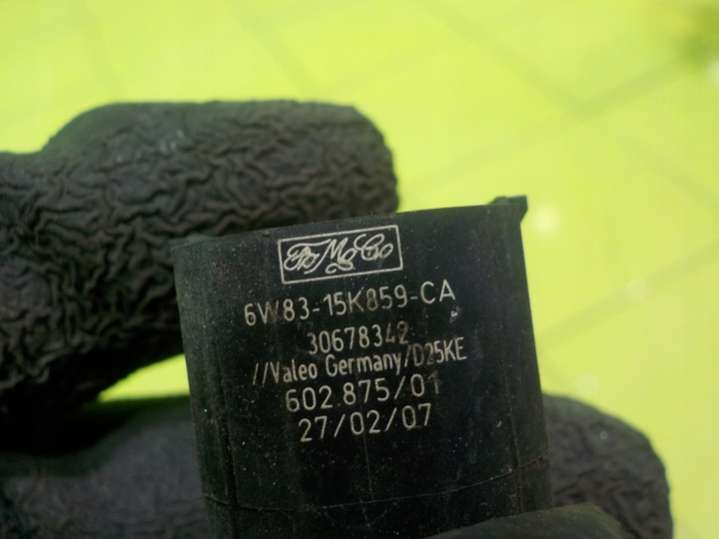 FoMoCo
6W83-15K859-CA
30678342
//Valeo Germany/D25KE
602.875/01
27/02/07